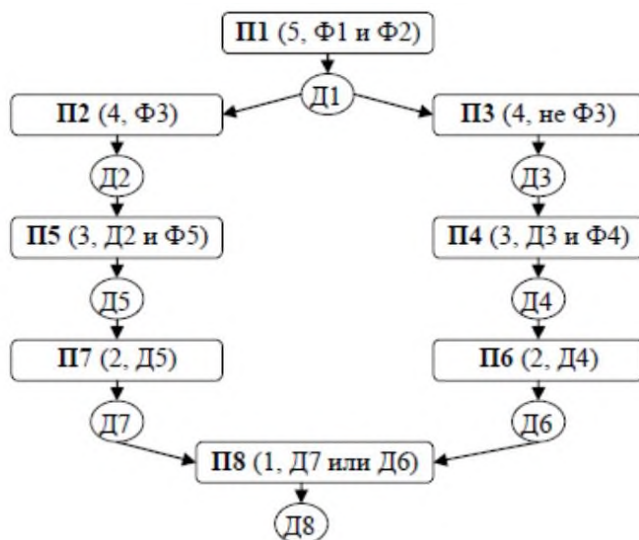 П1 (5, Ф1 и Ф2)
Д1
П2 (4, Ф3)
П3 (4, не Ф3)
Д2
Д3
П5 (3, Д2 и Ф5)
П4 (3, Д3 и Ф4)
Д5
Д4
П7 (2, Д5)
П6 (2, Д4)
Д7
Д6
П8 (1, Д7 или Д6)
Д8